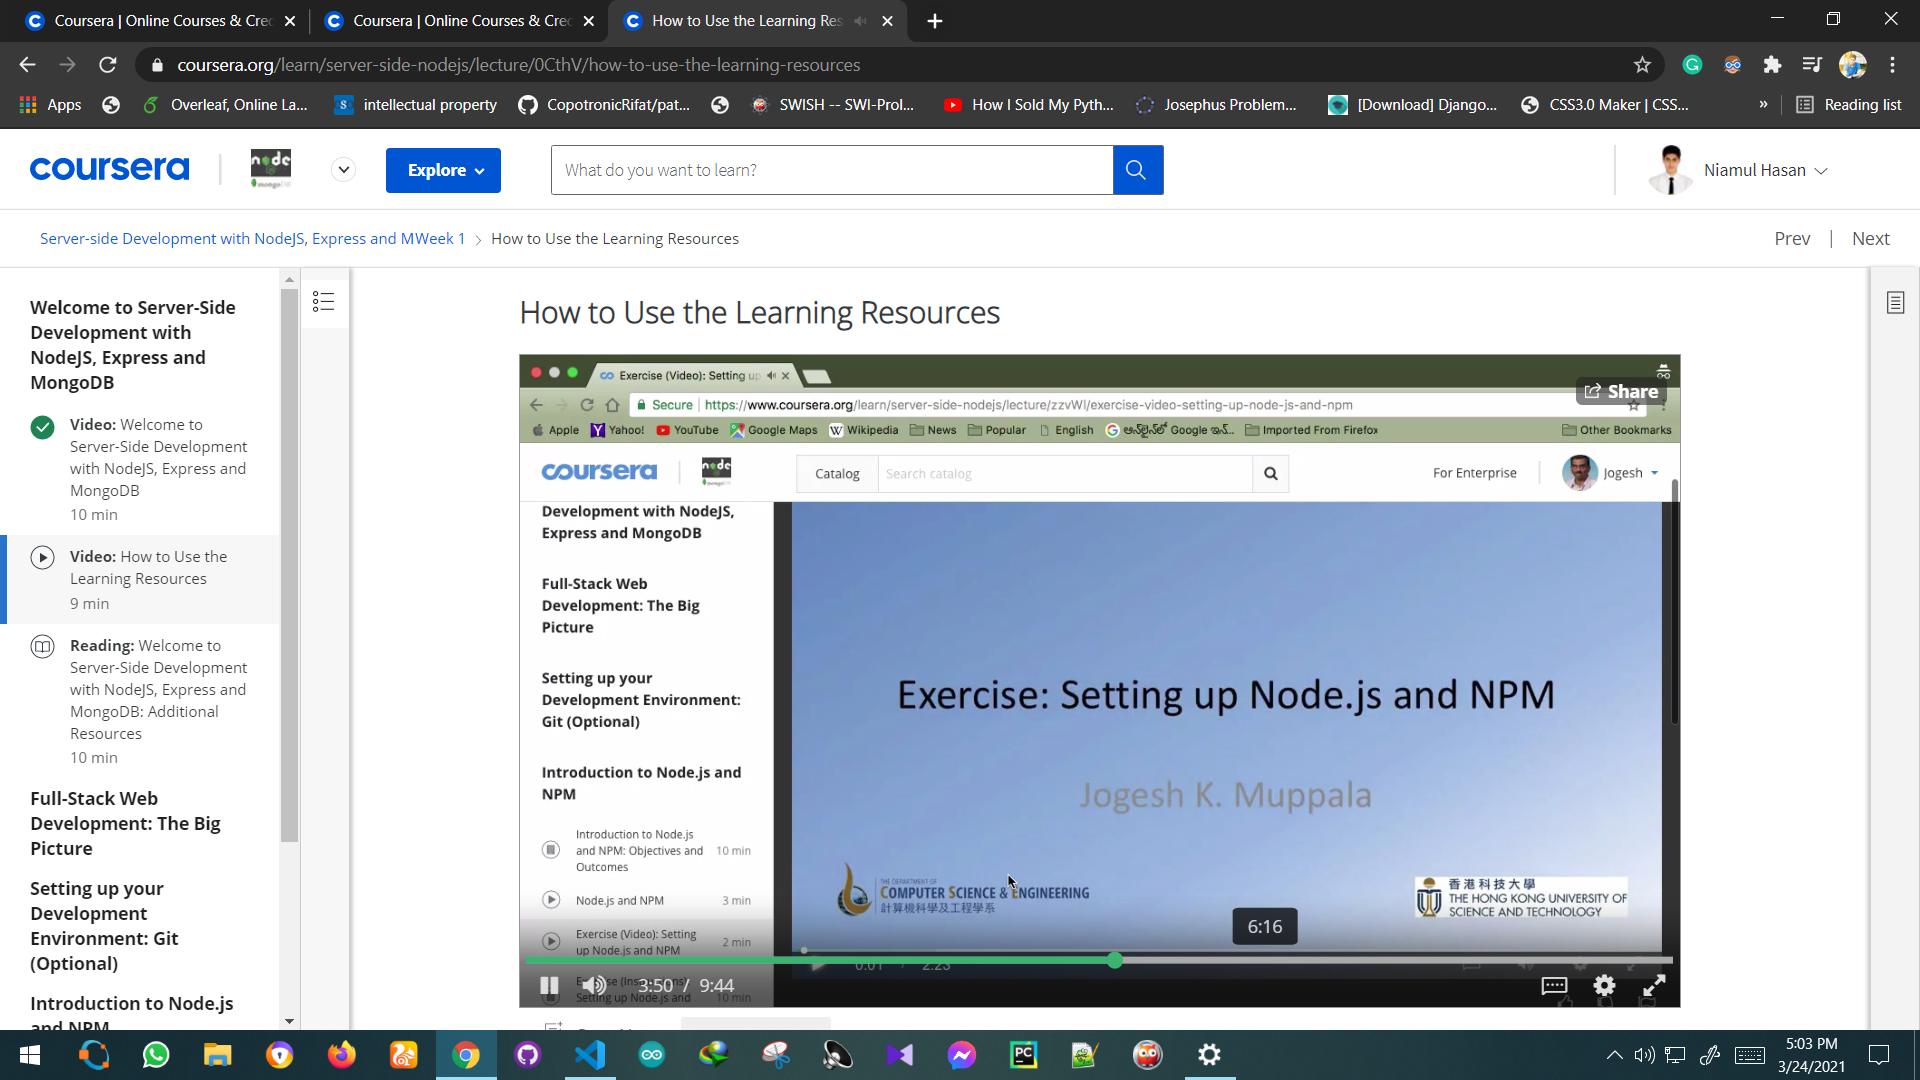 Coursera | Online Courses & Cre
Coursera | Online Courses & Cre
How to Use the Learning Res
coursera.org/learn/server-side-nodejs/lecture/0CthV/how-to-use-the-learning-resources
Apps
Overleaf, Online La...
intellectual property
CopotronicRifat/pat...
SWISH -- SWI-Prol...
How I Sold My Pyth...
Josephus Problem...
[Download] Django...
CSS3.0 Maker | CSS...
»
Reading list
coursera
node
mongoDB
Explore
What do you want to learn?
Niamul Hasan
Server-side Development with NodeJS, Express and MWeek 1
How to Use the Learning Resources
Prev
Next
Welcome to Server-Side
Development with
NodeJS, Express and
MongoDB
Video: Welcome to
Server-Side Development
with NodeJS, Express and
MongoDB
10 min
Video: How to Use the
Learning Resources
9 min
Reading: Welcome to
Server-Side Development
with NodeJS, Express and
MongoDB: Additional
Resources
10 min
Full-Stack Web
Development: The Big
Picture
Setting up your
Development
Environment: Git
(Optional)
Introduction to Node.js
and NPM
How to Use the Learning Resources
Exercise (Video): Setting up
Share
Secure
https://www.coursera.org/learn/server-side-nodejs/lecture/zzvWl/exercise-video-setting-up-node-js-and-npm
Apple
Yahoo!
YouTube
Google Maps
Wikipedia
News
Popular
English
Google
Imported From Firefox
Other Bookmarks
coursera
node
Catalog
Search catalog
For Enterprise
Jogesh
Development with NodeJS,
Express and MongoDB
Full-Stack Web
Development: The Big
Picture
Setting up your
Development Environment:
Git (Optional)
Introduction to Node.js and
NPM
Introduction to Node.js
and NPM: Objectives and
Outcomes
10 min
Node.js and NPM
3 min
Exercise (Video): Setting
up Node.js and NPM
2 min
Setting up Node.js and
10 min
Exercise: Setting up Node.js and NPM
Jogesh K. Muppala
THE DEPARTMENT OF
COMPUTER SCIENCE & ENGINEERING
計算機科學及工程學系
香港科技大學
THE HONG KONG UNIVERSITY OF
SCIENCE AND TECHNOLOGY
6:16
0:01 / 2:23
3:50 / 9:44
PC
5:03 PM
3/24/2021